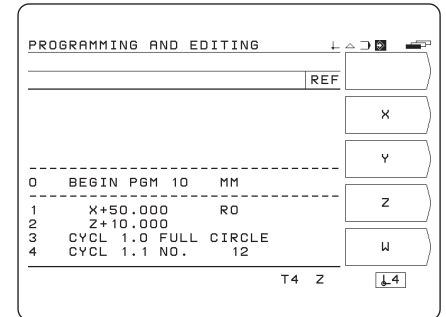 PROGRAMMING AND EDITING
REF
X
Y
0 BEGIN PGM 10 MM
Z
1 X+50.000 R0
2 Z+10.000
3 CYCL 1.0 FULL CIRCLE
4 CYCL 1.1 NO. 12
W
T4 Z
4